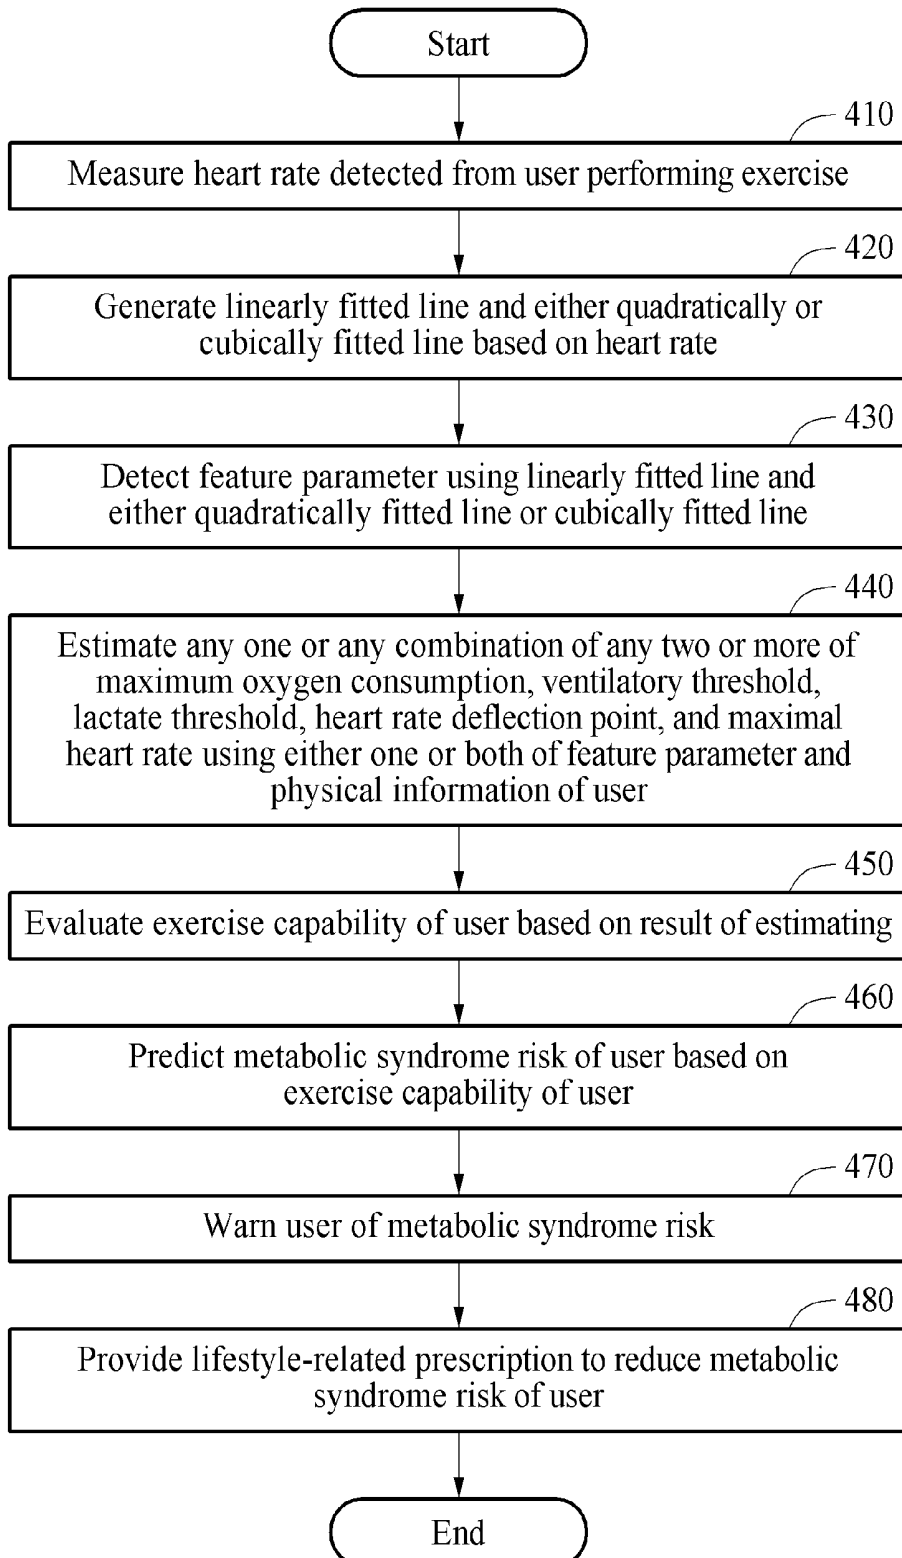 Start
410
Measure heart rate detected from user performing exercise
420
Generate linearly fitted line and either quadratically or
cubically fitted line based on heart rate
430
Detect feature parameter using linearly fitted line and
either quadratically fitted line or cubically fitted line
440
Estimate any one or any combination of any two or more of
maximum oxygen consumption, ventilatory threshold,
lactate threshold, heart rate deflection point, and maximal
heart rate using either one or both of feature parameter and
physical information of user
450
Evaluate exercise capability of user based on result of estimating
460
Predict metabolic syndrome risk of user based on
exercise capability of user
470
Warn user of metabolic syndrome risk
480
Provide lifestyle-related prescription to reduce metabolic
syndrome risk of user
End